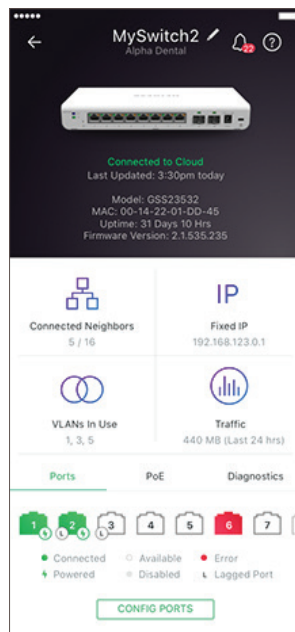 MySwitch2
Alpha Dental
22
?
Connected to Cloud
Last Updated: 3:30pm today
Model: GSS23532
MAC: 00-14-22-01-DD-45
Uptime: 31 Days 10 Hrs
Firmware Version: 2.1.535.235
IP
Connected Neighbors
Fixed IP
5 / 16
192.168.123.0.1
VLANs In Use
Traffic
1, 3, 5
440 MB (Last 24 hrs)
Ports PoE Diagnostics
1 2 3 4 5 6 7
L L
Connected Available Error
Powered Disabled L Lagged Port
CONFIG PORTS